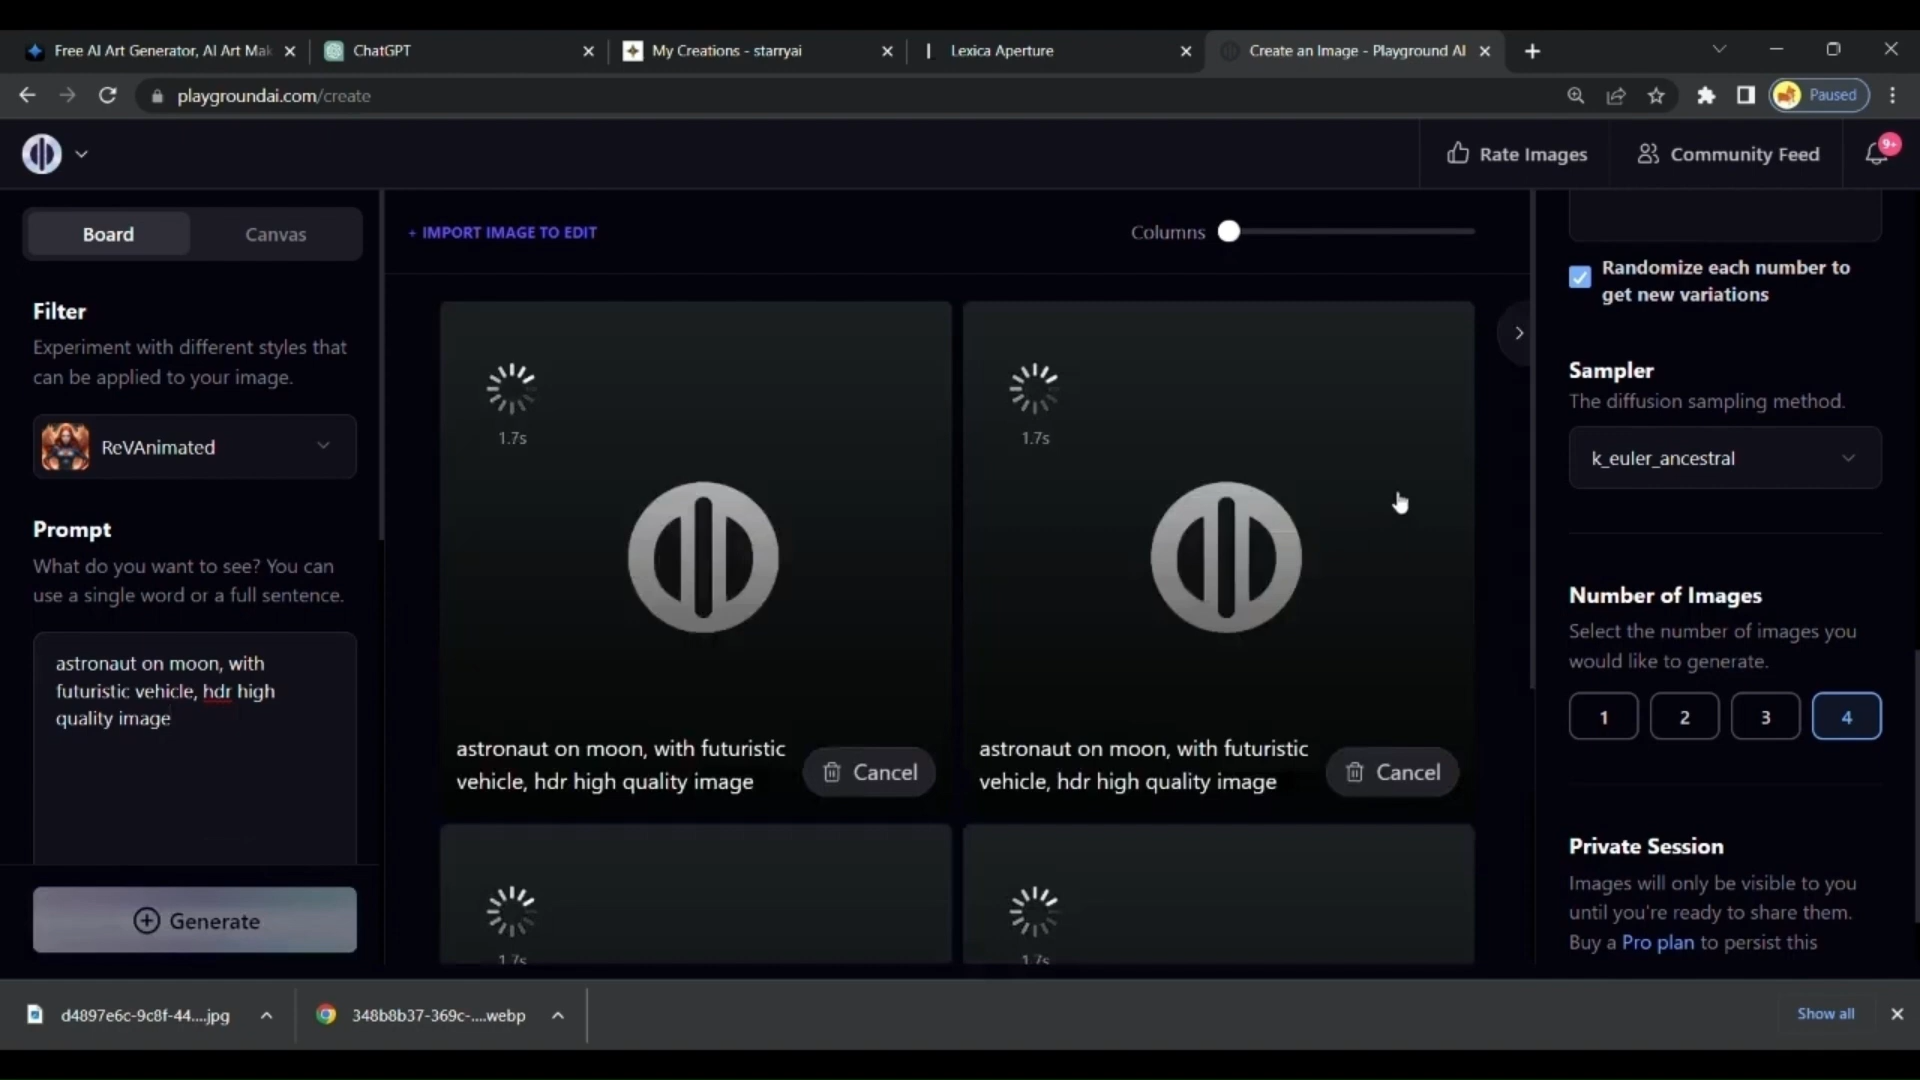 Free AI Art Generator, AI Art Mak
ChatGPT
My Creations - starryai
Lexica Aperture
Create an Image - Playground AI
playgroundai.com/create
Paused
Rate Images
Community Feed
9+
Board
Canvas
+ IMPORT IMAGE TO EDIT
Columns
Filter
Experiment with different styles that
can be applied to your image.
ReVAnimated
Prompt
What do you want to see? You can
use a single word or a full sentence.
astronaut on moon, with
futuristic vehicle, hdr high
quality image
Generate
1.7s
1.7s
astronaut on moon, with futuristic
vehicle, hdr high quality image
Cancel
astronaut on moon, with futuristic
vehicle, hdr high quality image
Cancel
1.7s
1.7s
Randomize each number to
get new variations
Sampler
The diffusion sampling method.
k_euler_ancestral
Number of Images
Select the number of images you
would like to generate.
1
2
3
4
Private Session
Images will only be visible to you
until you're ready to share them.
Buy a Pro plan to persist this
d4897e6c-9c8f-44....jpg
348b8b37-369c-....webp
Show all